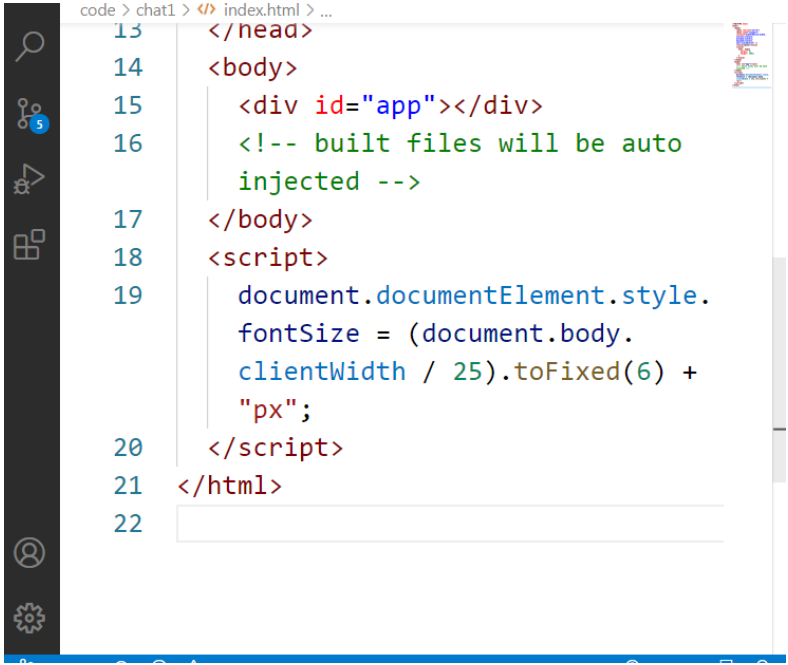 code > chat1 > </> index.html > ...
13 </head>
14 <body>
15 <div id="app"></div>
16 <!-- built files will be auto
injected -->
17 </body>
18 <script>
19 document.documentElement.style.
fontSize = (document.body.
clientWidth / 25).toFixed(6) +
"px";
20 </script>
21 </html>
22
5